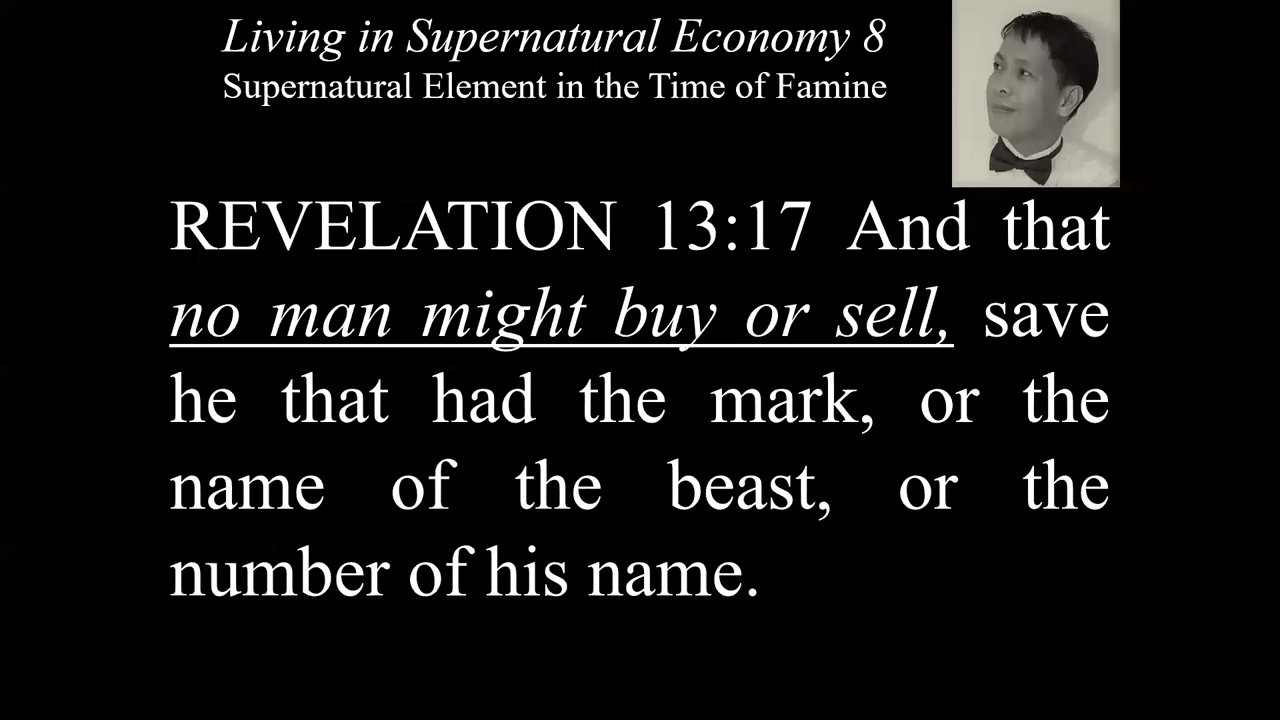 Living in Supernatural Economy 8
Supernatural Element in the Time of Famine
REVELATION 13:17 And that
no man might buy or sell, save
he that had the mark, or the
name of the beast, or the
number of his name.